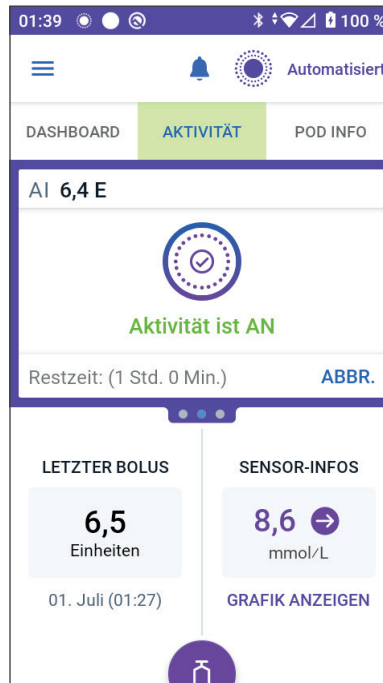 01:39 100 %
Automatisiert
DASHBOARD AKTIVITÄT POD INFO
AI 6,4 E
Aktivität ist AN
Restzeit: (1 Std. 0 Min.) ABBR.
LETZTER BOLUS SENSOR-INFOS
6,5 8,6
Einheiten mmol/L
01. Juli (01:27) GRAFIK ANZEIGEN